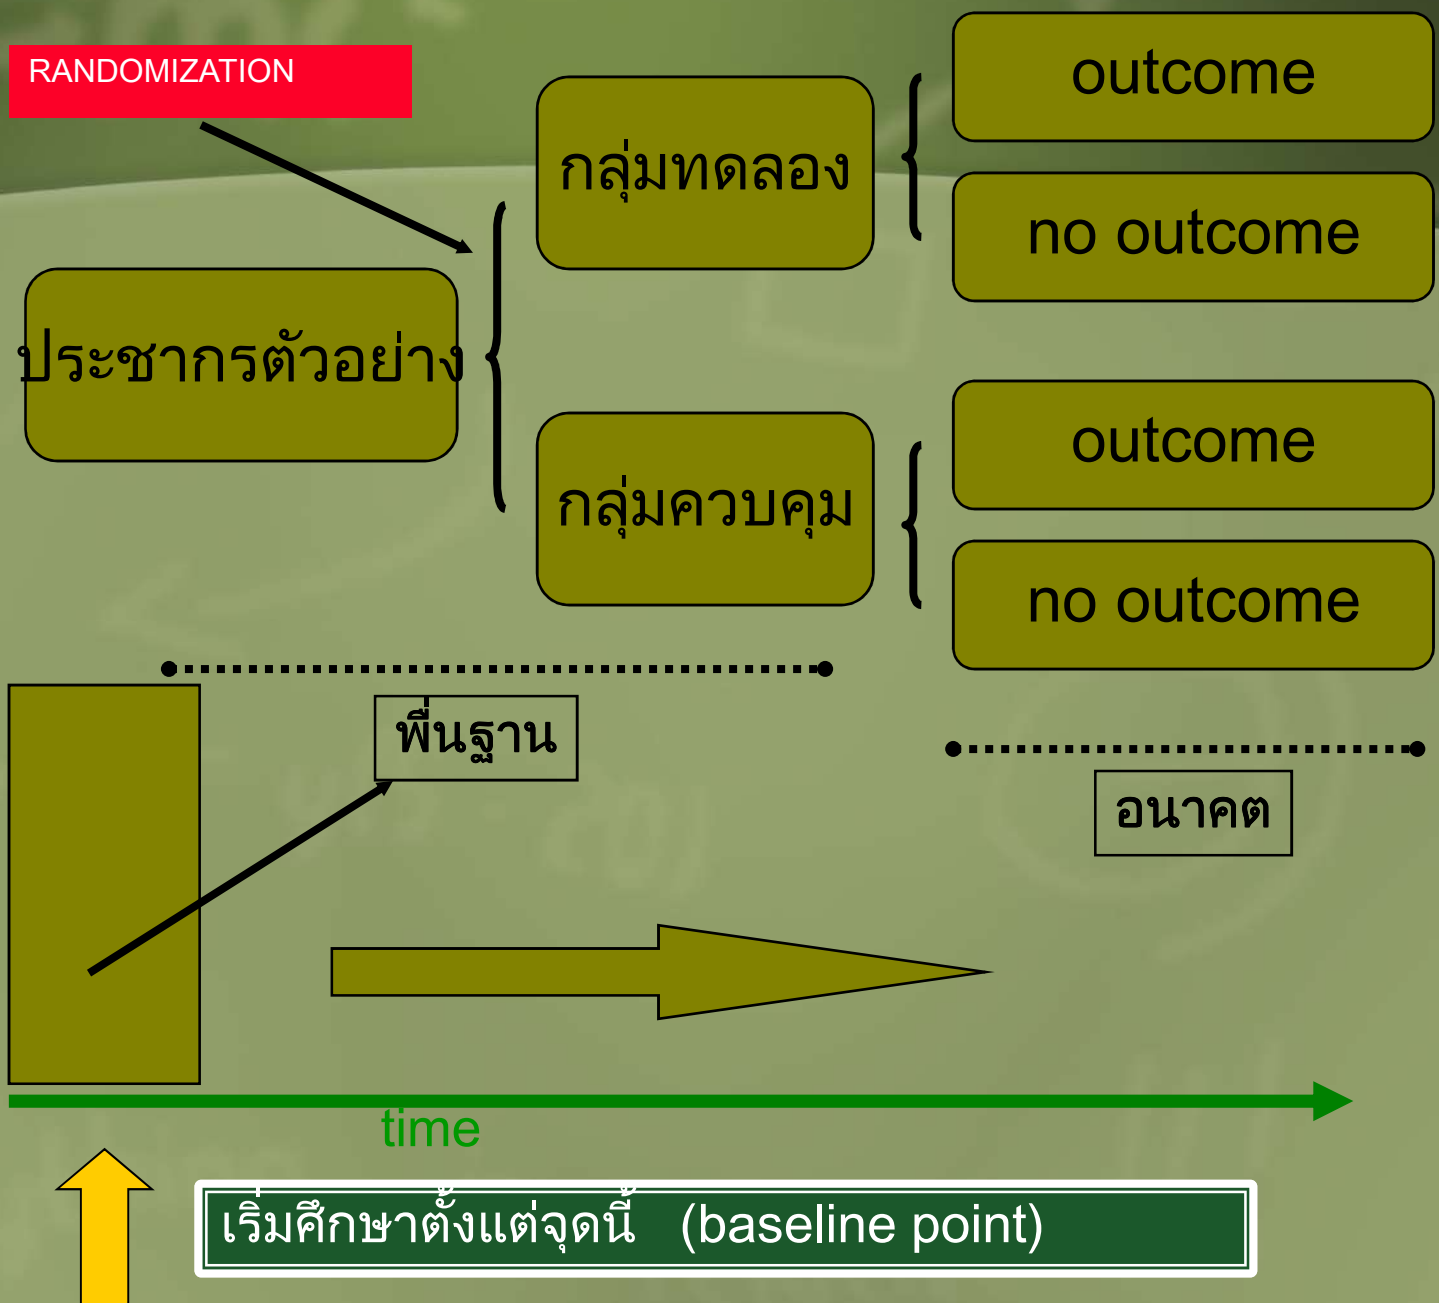 RANDOMIZATION
outcome
กลุ่มทดลอง
no outcome
ประชากรตัวอย่าง
outcome
กลุ่มควบคุม
no outcome
พื่นฐาน
อนาคต
time
เริ่มศึกษาตั้งแต่จุดนี้ (baseline point)